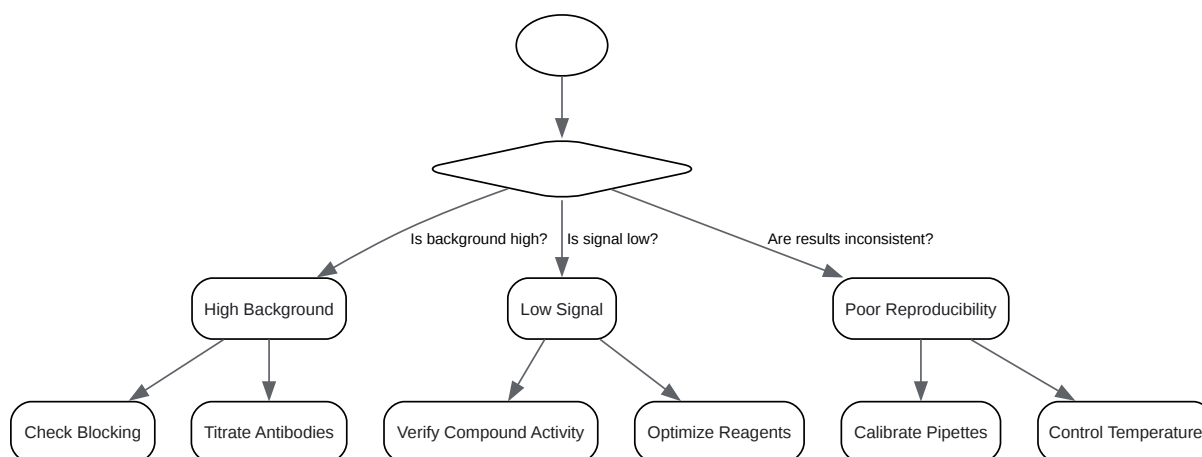 Is background high?
Is signal low?
Are results inconsistent?
High Background
Low Signal
Poor Reproducibility
Check Blocking
Titrate Antibodies
Verify Compound Activity
Optimize Reagents
Calibrate Pipettes
Control Temperature